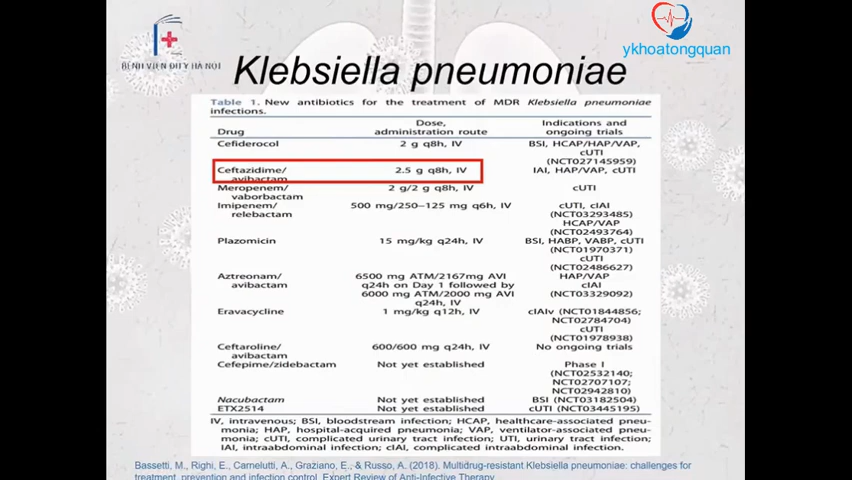 BỆNH VIỆN ĐH Y HÀ NỘI
ykhoatongquan
Klebsiella pneumoniae
Table 1. New antibiotics for the treatment of MDR Klebsiella pneumoniae
infections.
Dose, Indications and
Drug administration route ongoing trials
Cefiderocol 2 g q8h, IV BSI, HCAP/HAP/VAP,
cUTI
(NCT027145959)
Ceftazidime/ 2.5 g q8h, IV IAI, HAP/VAP, cUTI
avibactam
Meropenem/ 2 g/2 g q8h, IV cUTI
vaborbactam
Imipenem/ 500 mg/250–125 mg q6h, IV cUTI, cIAI
relebactam (NCT03293485)
HCAP/VAP
(NCT02493764)
Plazomicin 15 mg/kg q24h, IV BSI, HABP, VABP, cUTI
(NCT01970371)
cUTI
(NCT02486627)
Aztreonam/ 6500 mg ATM/2167mg AVI HAP/VAP
avibactam q24h on Day 1 followed by cIAI
6000 mg ATM/2000 mg AVI (NCT03329092)
q24h, IV
Eravacycline 1 mg/kg q12h, IV cIAIv (NCT01844856;
NCT02784704)
cUTI
(NCT01978938)
Ceftaroline/ 600/600 mg q24h, IV No ongoing trials
avibactam
Cefepime/zidebactam Not yet established Phase I
(NCT02532140;
NCT02707107;
NCT02942810)
Nacubactam Not yet established BSI (NCT03182504)
ETX2514 Not yet established cUTI (NCT03445195)
IV, intravenous; BSI, bloodstream infection; HCAP, healthcare-associated pneu-
monia; HAP, hospital-acquired pneumonia; VAP, ventilator-associated pneu-
monia; cUTI, complicated urinary tract infection; UTI, urinary tract infection;
IAI, intraabdominal infection; cIAI, complicated intraabdominal infection.
Bassetti, M., Righi, E., Carnelutti, A., Graziano, E., & Russo, A. (2018). Multidrug-resistant Klebsiella pneumoniae: challenges for
treatment, prevention and infection control. Expert Review of Anti-Infective Therapy